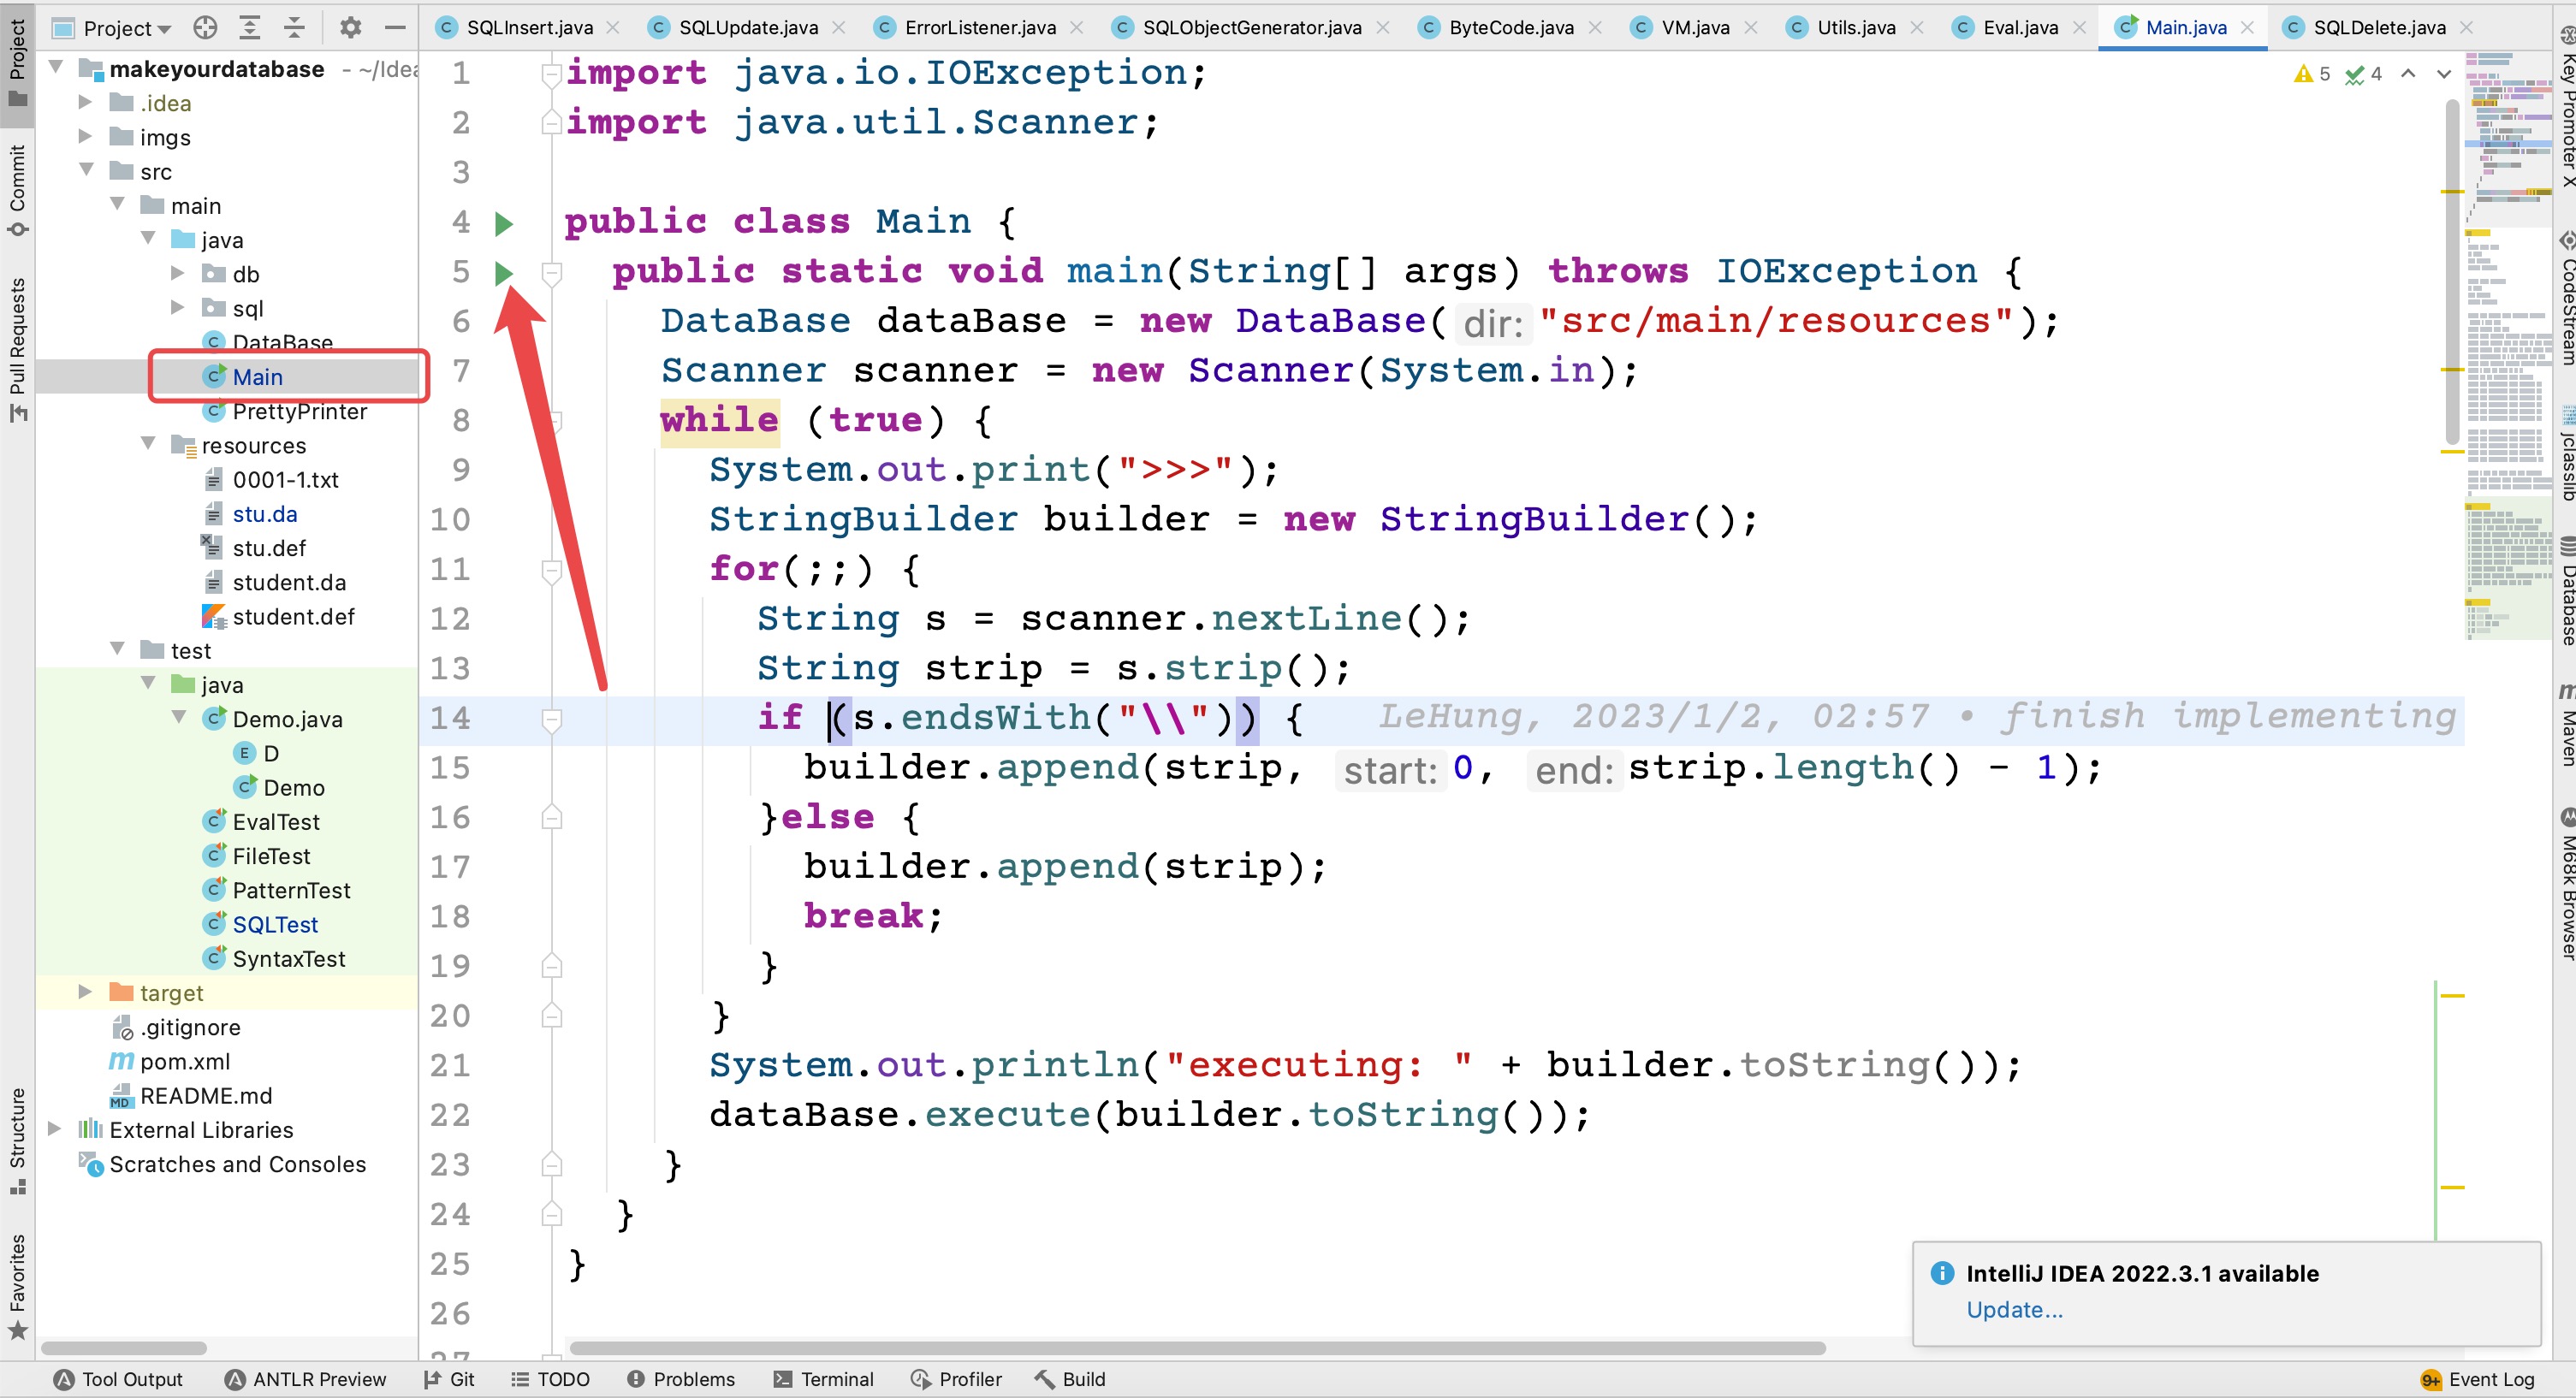 Project
SQLInsert.java
SQLUpdate.java
ErrorListener.java
SQLObjectGenerator.java
ByteCode.java
VM.java
Utils.java
Eval.java
Main.java
SQLDelete.java
Project
Commit
Pull Requests
Structure
Favorites
makeyourdatabase - ~/Idea
.idea
imgs
src
main
java
db
sql
DataBase
Main
PrettyPrinter
resources
0001-1.txt
stu.da
stu.def
student.da
student.def
test
java
Demo.java
D
Demo
EvalTest
FileTest
PatternTest
SQLTest
SyntaxTest
target
.gitignore
pom.xml
README.md
External Libraries
Scratches and Consoles
5 4
1 import java.io.IOException;
2 import java.util.Scanner;
3
4 public class Main {
5 public static void main(String[] args) throws IOException {
6 DataBase dataBase = new DataBase( dir: "src/main/resources");
7 Scanner scanner = new Scanner(System.in);
8 while (true) {
9 System.out.print(">>>");
10 StringBuilder builder = new StringBuilder();
11 for(;;) {
12 String s = scanner.nextLine();
13 String strip = s.strip();
14 if (s.endsWith("\\")) { LeHung, 2023/1/2, 02:57 • finish implementing
15 builder.append(strip, start: 0, end: strip.length() - 1);
16 }else {
17 builder.append(strip);
18 break;
19 }
20 }
21 System.out.println("executing: " + builder.toString());
22 dataBase.execute(builder.toString());
23 }
24 }
25 }
26
27
Key Promoter X
CodeStream
jclasslib
Database
Maven
M68k Browser
IntelliJ IDEA 2022.3.1 available
Update...
Tool Output
ANTLR Preview
Git
TODO
Problems
Terminal
Profiler
Build
9+ Event Log